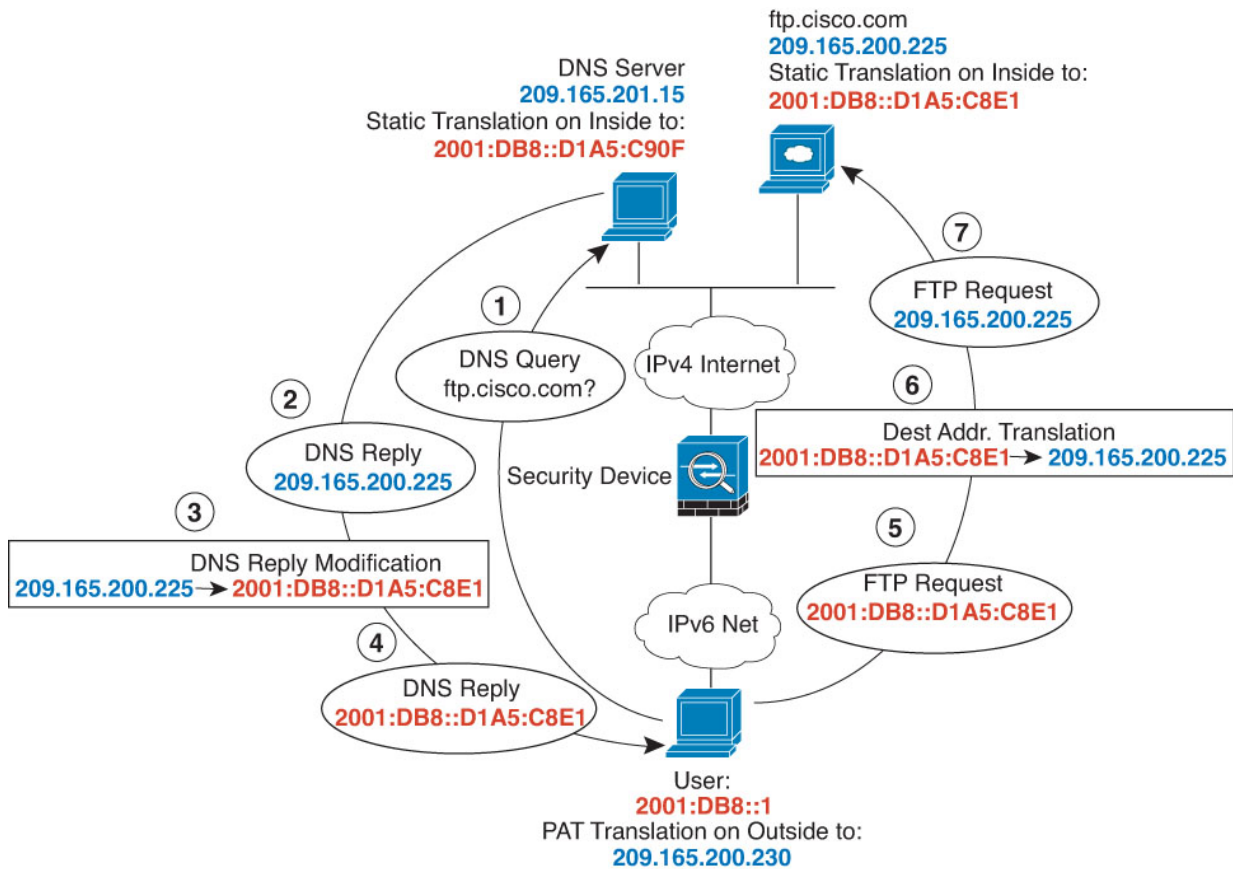 ftp.cisco.com
209.165.200.225
Static Translation on Inside to:
2001:DB8::D1A5:C8E1
DNS Server
209.165.201.15
Static Translation on Inside to:
2001:DB8::D1A5:C90F
1
DNS Query
ftp.cisco.com?
2
DNS Reply
209.165.200.225
3
DNS Reply Modification
209.165.200.225 → 2001:DB8::D1A5:C8E1
4
DNS Reply
2001:DB8::D1A5:C8E1
IPv4 Internet
Security Device
IPv6 Net
User:
2001:DB8::1
PAT Translation on Outside to:
209.165.200.230
5
FTP Request
2001:DB8::D1A5:C8E1
6
Dest Addr. Translation
2001:DB8::D1A5:C8E1 → 209.165.200.225
7
FTP Request
209.165.200.225